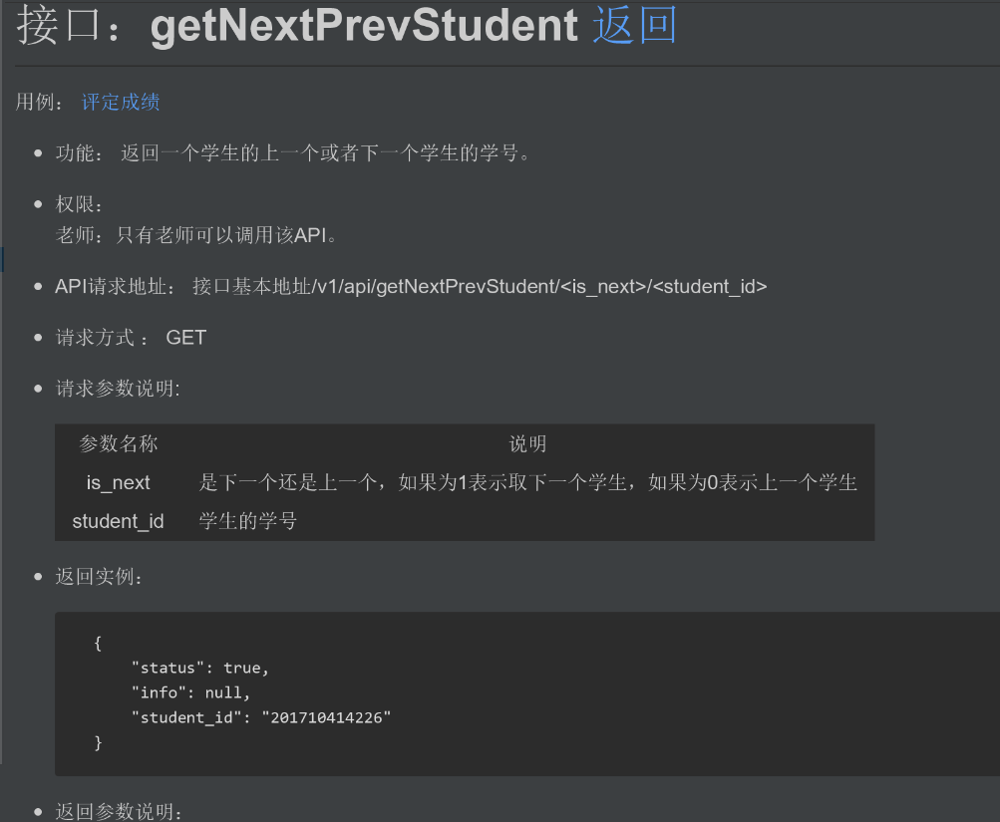 接口：getNextPrevStudent 返回
用例： 评定成绩
功能： 返回一个学生的上一个或者下一个学生的学号。
权限：
老师：只有老师可以调用该API。
API请求地址： 接口基本地址/v1/api/getNextPrevStudent/<is_next>/<student_id>
请求方式 ： GET
请求参数说明:
参数名称 说明
is_next 是下一个还是上一个，如果为1表示取下一个学生，如果为0表示上一个学生
student_id 学生的学号
返回实例：
{
"status": true,
"info": null,
"student_id": "201710414226"
}
返回参数说明：